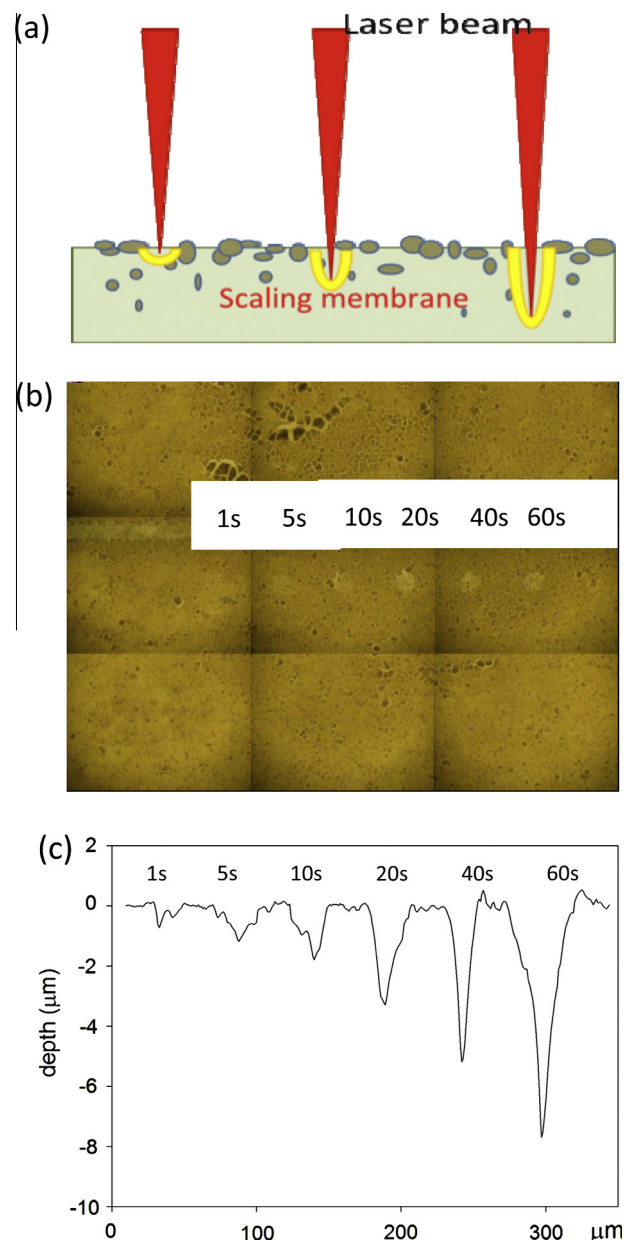 (a)
Laser beam
Scaling membrane
(b)
1s 5s 10s 20s 40s 60s
(c)
2
1s 5s 10s 20s 40s 60s
0
-2
depth (μm)
-4
-6
-8
-10
0 100 200 300 μm